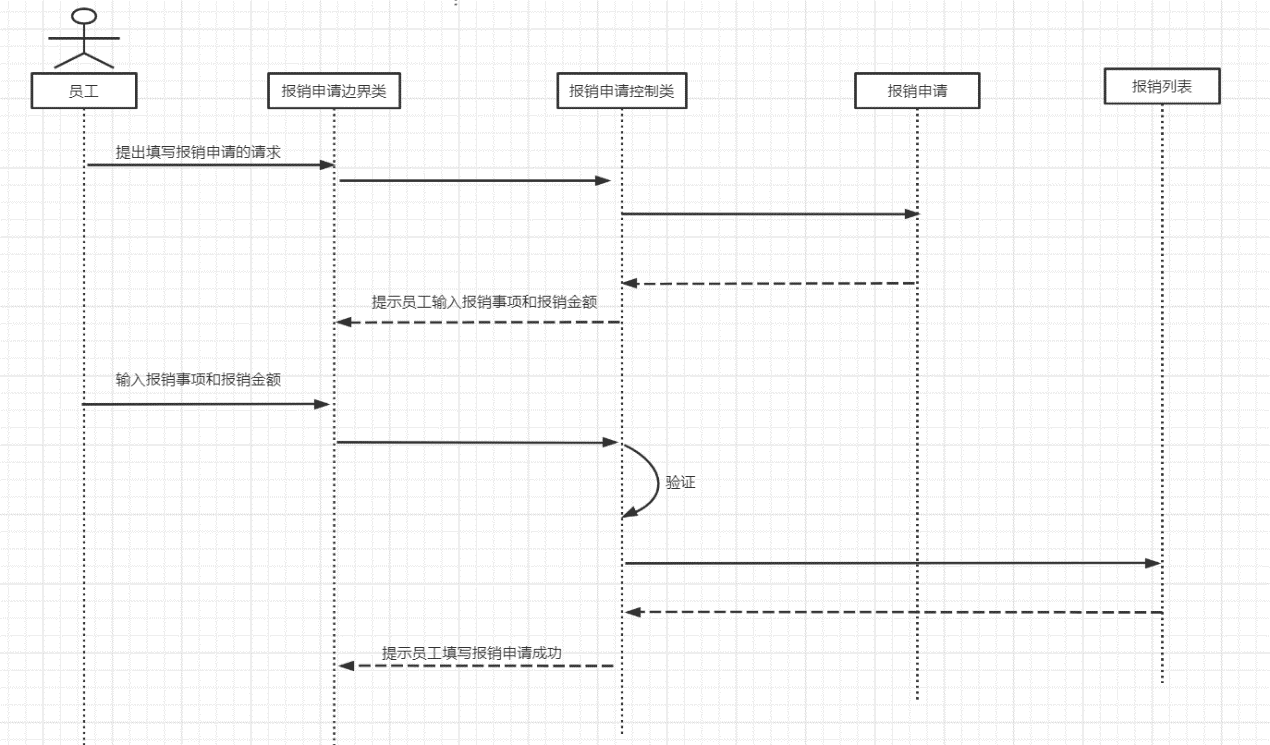 员工
报销申请边界类
报销申请控制类
报销申请
报销列表
提出填写报销申请的请求
提示员工输入报销事项和报销金额
输入报销事项和报销金额
验证
提示员工填写报销申请成功